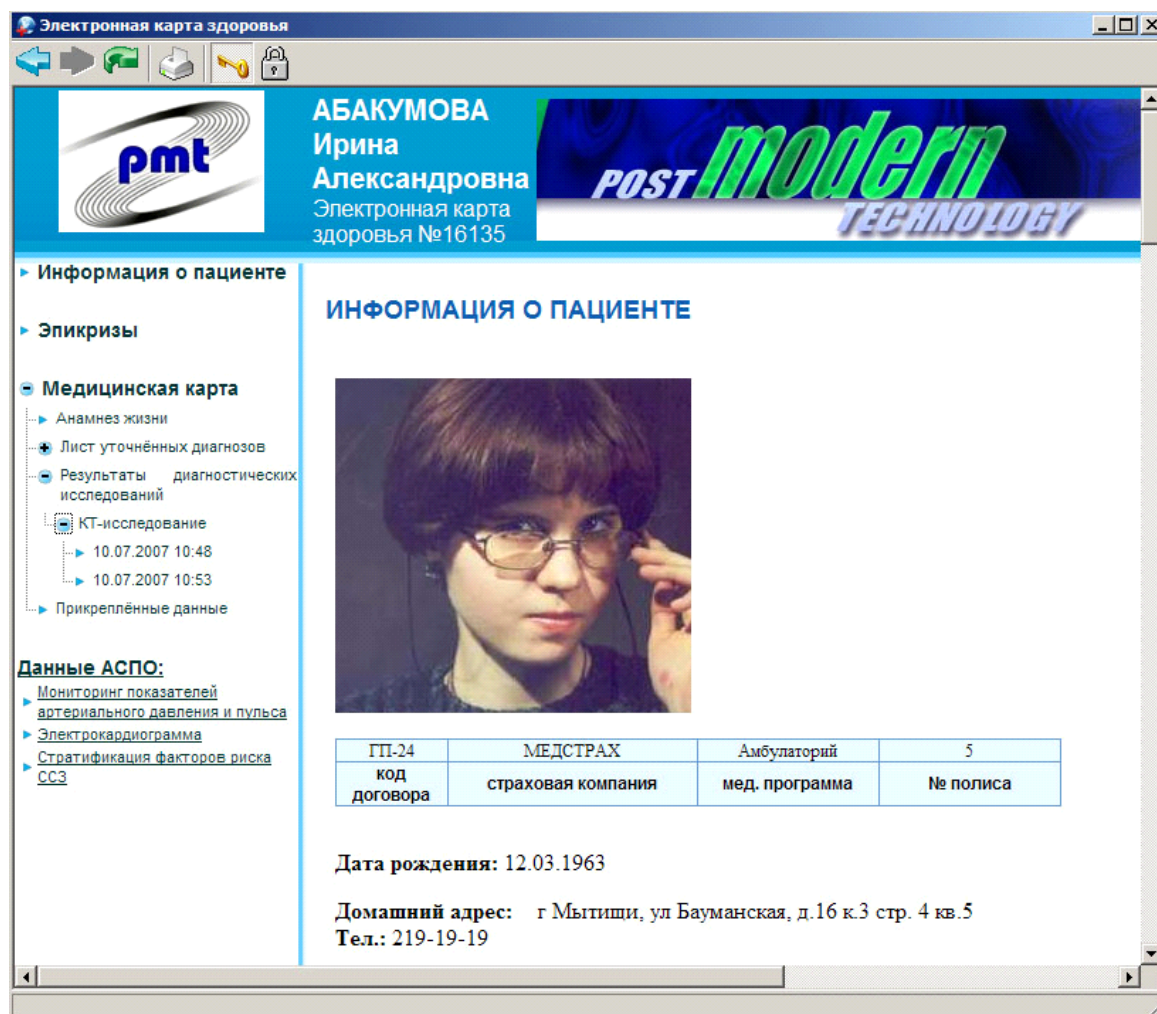 Электронная карта здоровья
pmt
АБАКУМОВА
Ирина
Александровна
Электронная карта
здоровья №16135
POST modern
TECHNOLOGY
Информация о пациенте
Эпикризы
Медицинская карта
Анамнез жизни
Лист уточнённых диагнозов
Результаты диагностических
исследований
КТ-исследование
10.07.2007 10:48
10.07.2007 10:53
Прикреплённые данные
Данные АСПО:
Мониторинг показателей
артериального давления и пульса
Электрокардиограмма
Стратификация факторов риска
ССЗ
ИНФОРМАЦИЯ О ПАЦИЕНТЕ
ГП-24 МЕДСТРАХ Амбулаторий 5
код
договора страховая компания мед. программа № полиса
Дата рождения: 12.03.1963
Домашний адрес: г Мытищи, ул Бауманская, д.16 к.3 стр. 4 кв.5
Тел.: 219-19-19